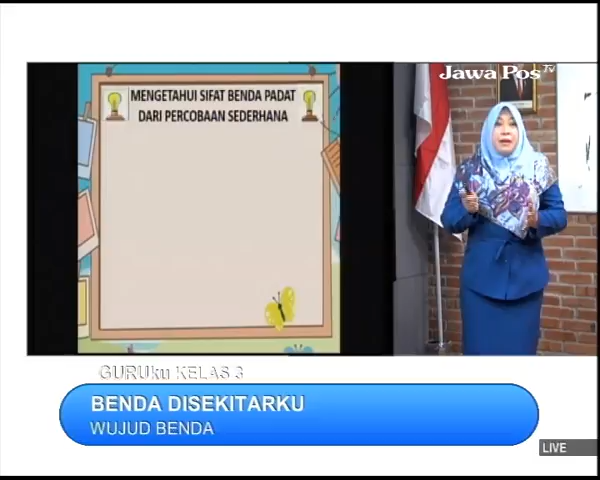 Jawa Pos TV
MENGETAHUI SIFAT BENDA PADAT
DARI PERCOBAAN SEDERHANA
GURUku KELAS 3
BENDA DISEKITARKU
WUJUD BENDA
LIVE